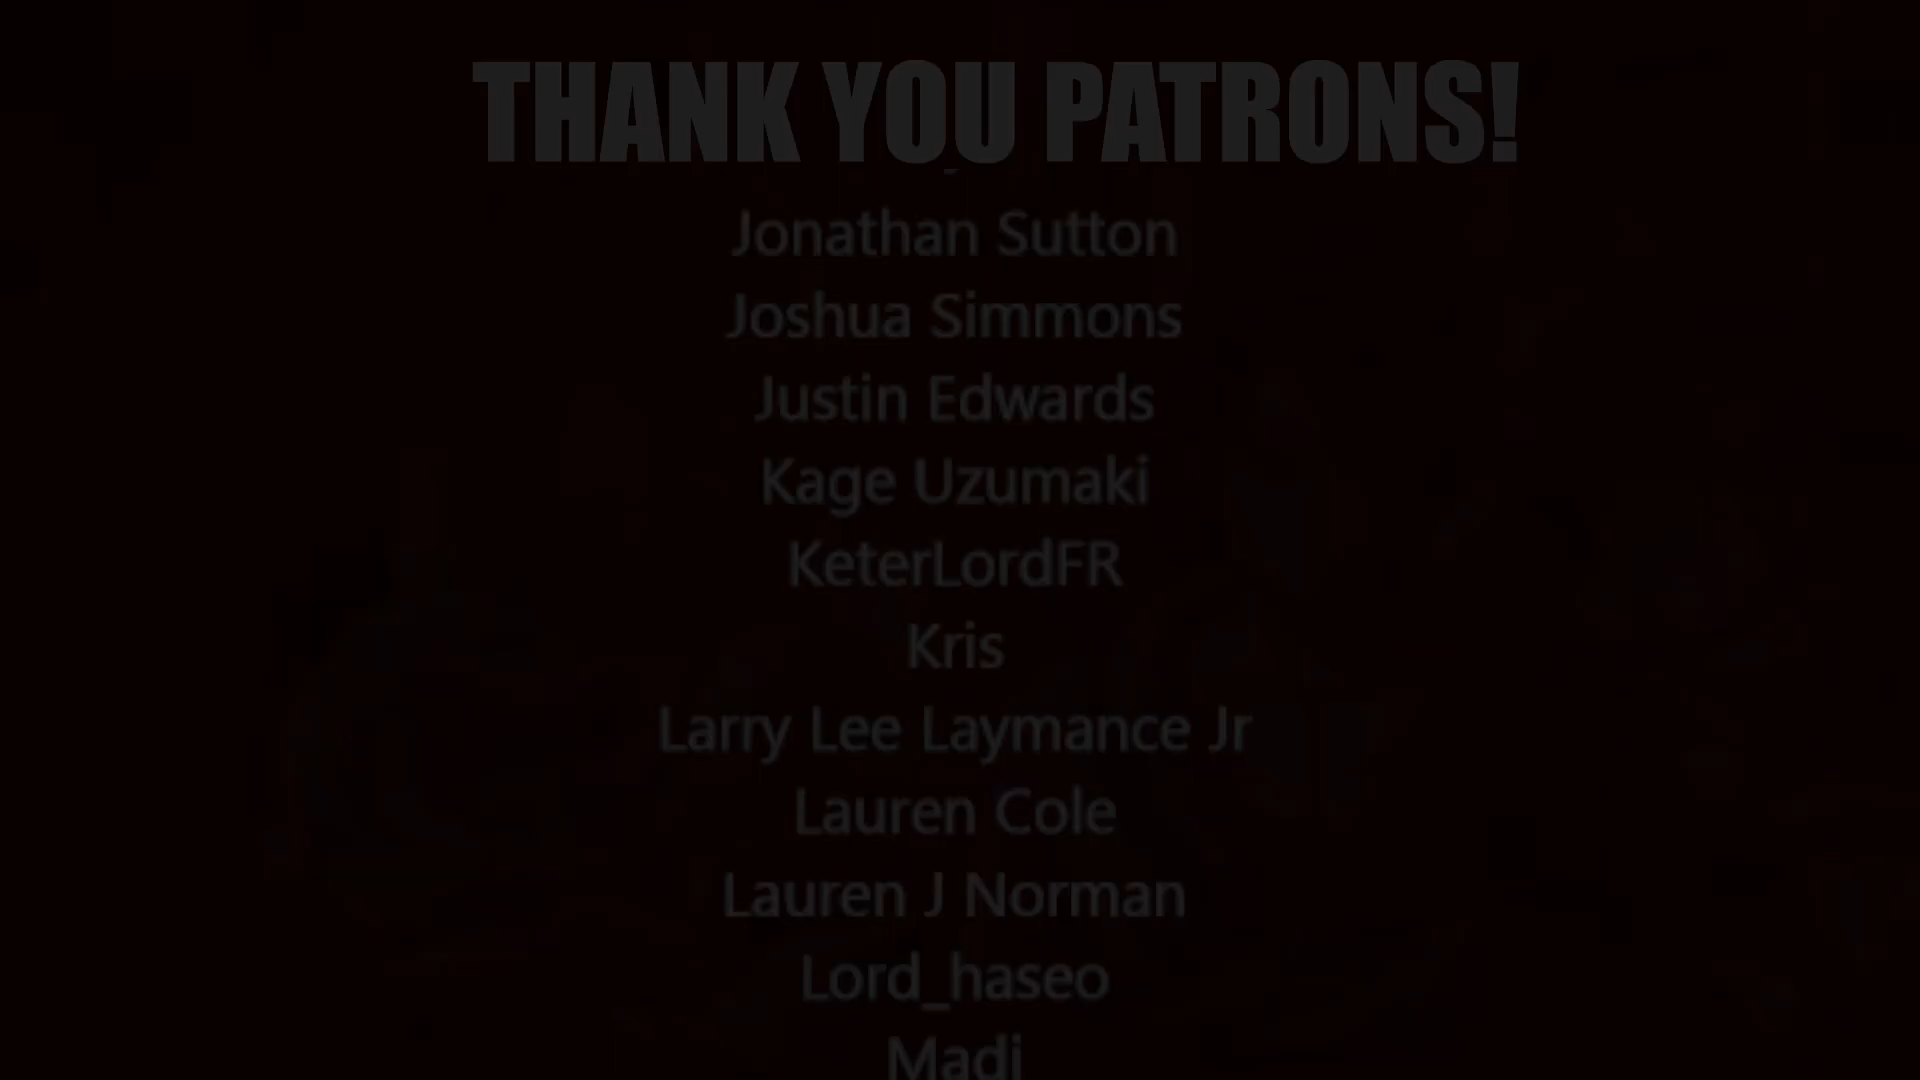 THANK YOU PATRONS!
Jonathan Sutton
Joshua Simmons
Justin Edwards
Kage Uzumaki
KeterLordFR
Kris
Larry Lee Laymance Jr
Lauren Cole
Lauren J Norman
Lord_haseo
Madi